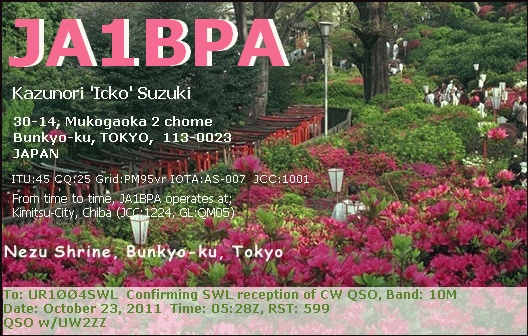 JA1BPA
Kazunori 'Icko' Suzuki
30-14, Mukogaoka 2 chome
Bunkyo-ku, TOKYO, 113-0023
JAPAN
ITU:45 CQ:25 Grid:PM95vr IOTA:AS-007 JCC:1001
From time to time, JA1BPA operates at;
Kimitsu-City, Chiba (JCC:1224, GL:QM05)
Nezu Shrine, Bunkyo-ku, Tokyo
To: UR1ØØ4SWL Confirming SWL reception of CW QSO, Band: 10M
Date: October 23, 2011 Time: 05:28Z, RST: 599
QSO w/UW2ZZ